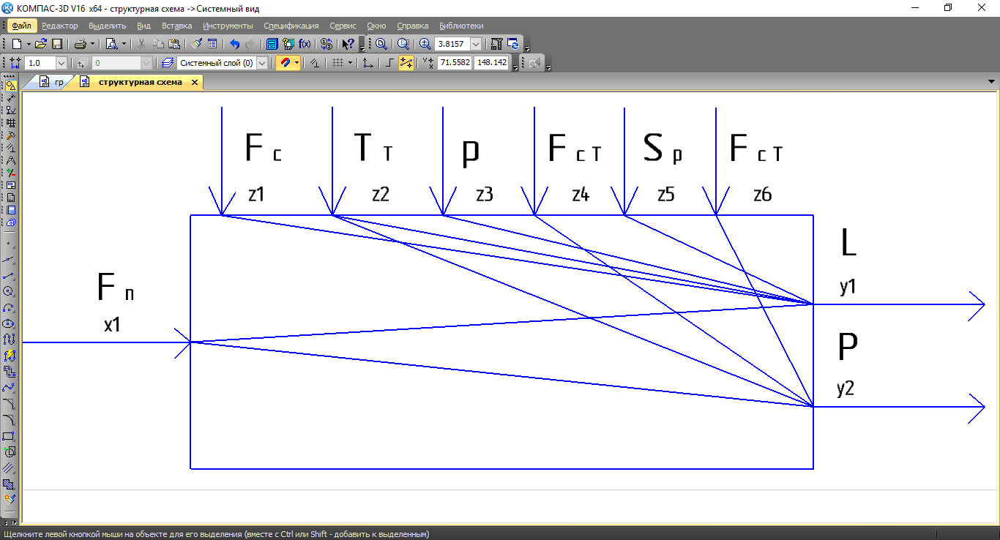 КОМПАС-3D V16 x64 - структурная схема ->Системный вид
Файл Редактор Выделить Вид Вставка Инструменты Спецификация Сервис Окно Справка Библиотеки
f(x) 3.8157
1.0 0 Системный слой (0) 71.5582 148.142
гр структурная схема
F с T т p F с т S р F с т
z1 z2 z3 z4 z5 z6
L
F п
y1
x1
P
y2
Щелкните левой кнопкой мыши на объекте для его выделения (вместе с Ctrl или Shift - добавить к выделенным)